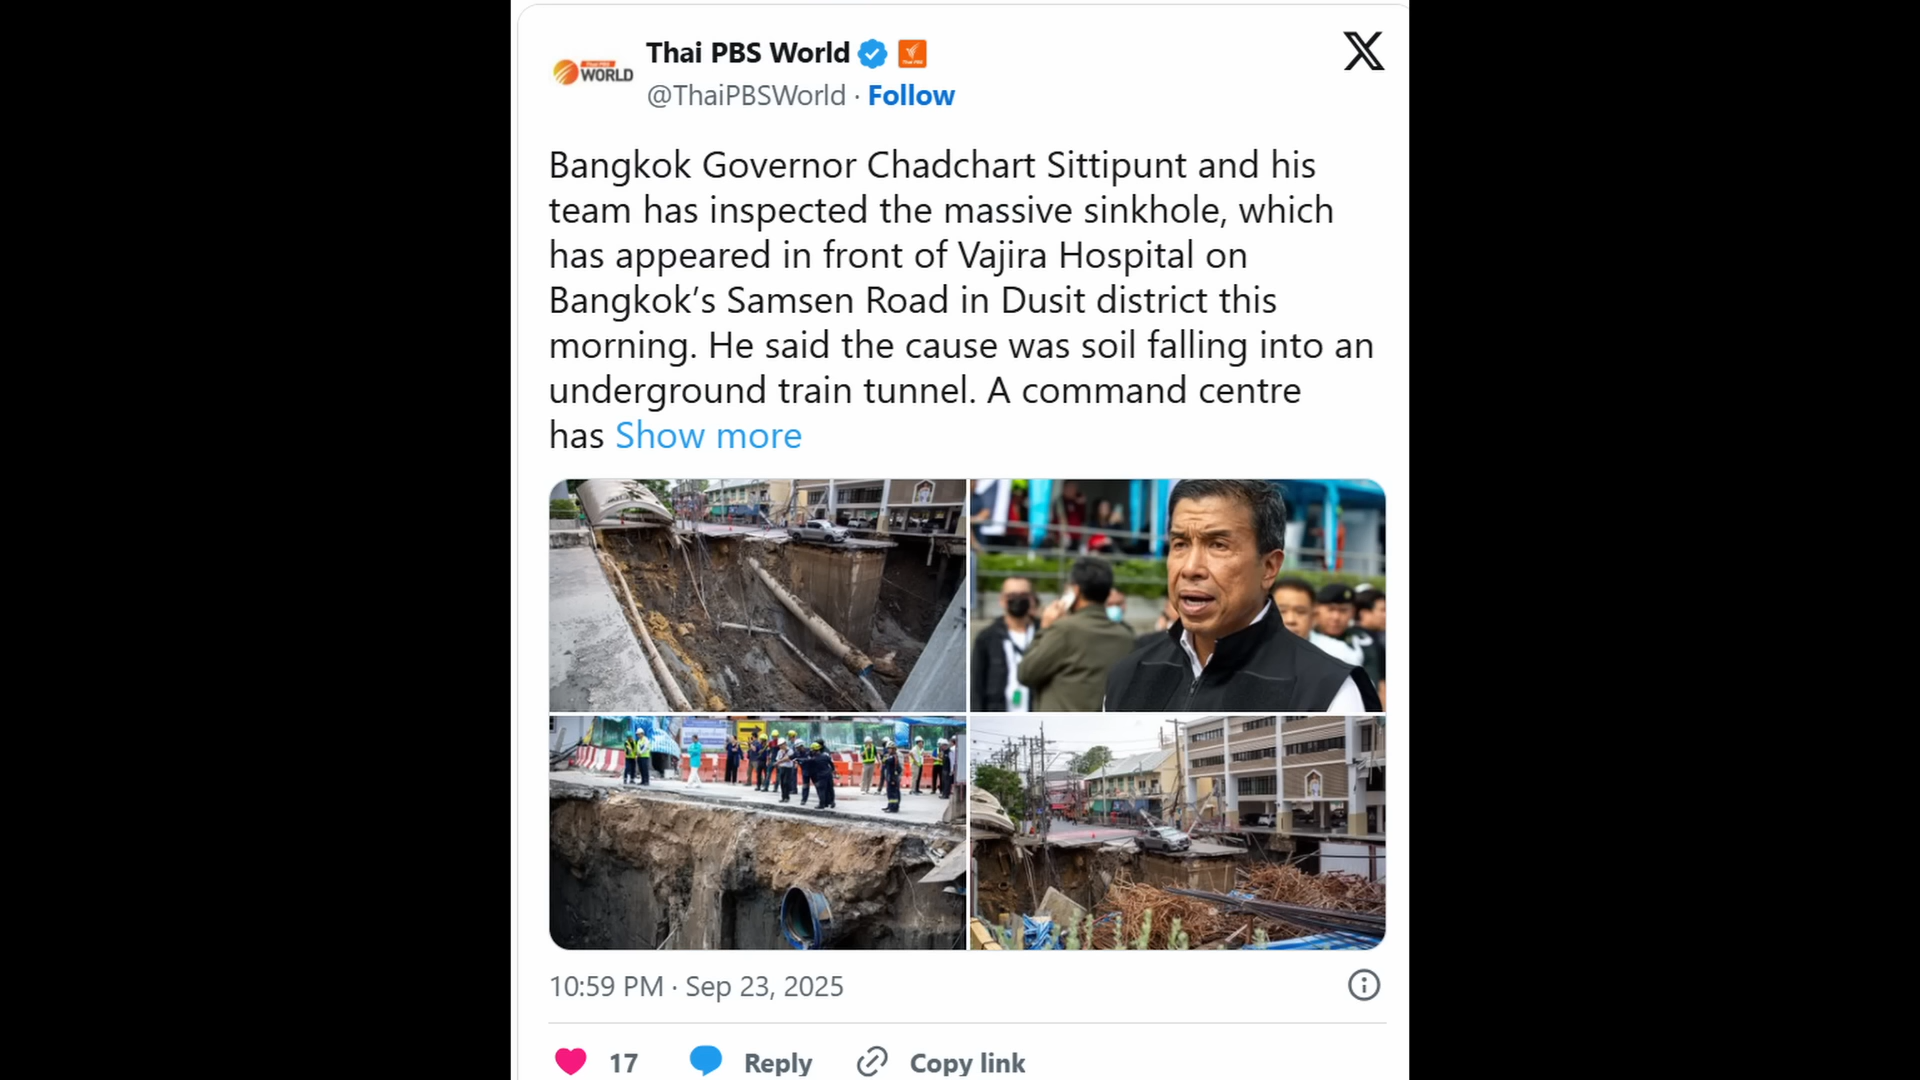 Thai PBS World
@ThaiPBSWorld · Follow
Thai PBS
WORLD
Bangkok Governor Chadchart Sittipunt and his
team has inspected the massive sinkhole, which
has appeared in front of Vajira Hospital on
Bangkok’s Samsen Road in Dusit district this
morning. He said the cause was soil falling into an
underground train tunnel. A command centre
has Show more
10:59 PM · Sep 23, 2025
17 Reply Copy link